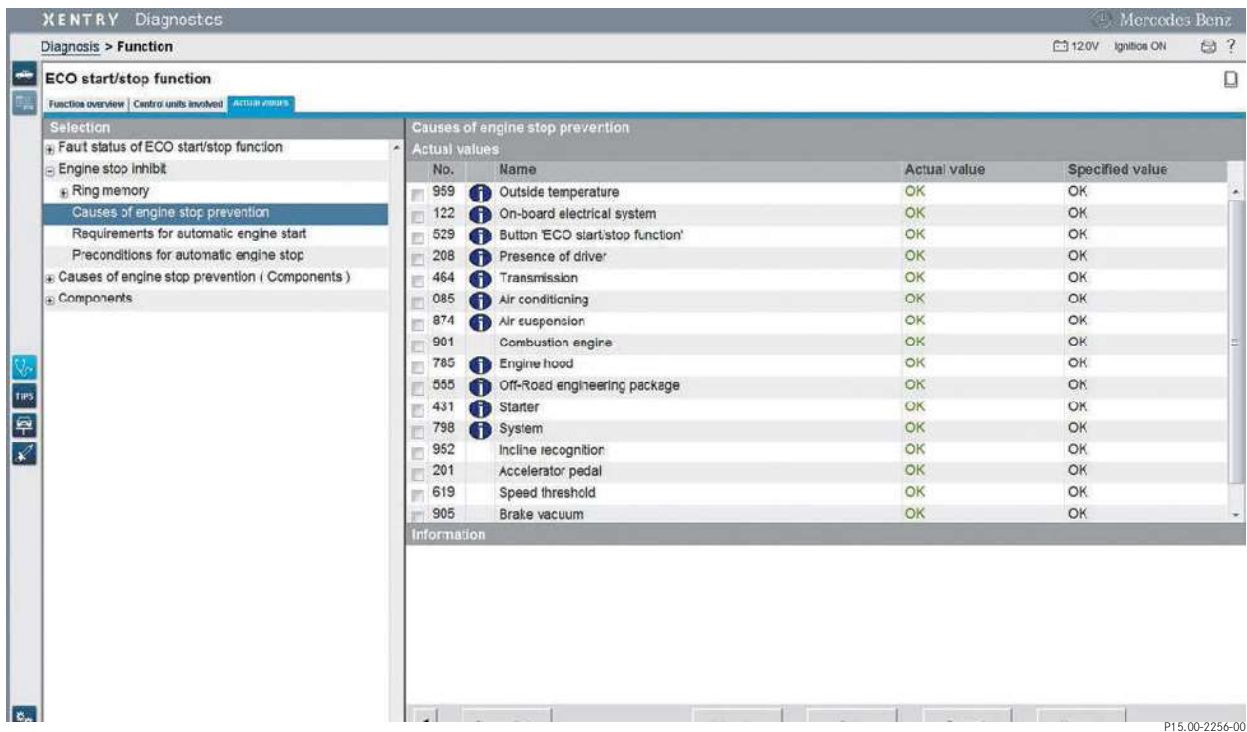 XENTRY Diagnostcs
Mercedes Benz
Diagnosis > Function
12.0V Ignition ON ?
ECO start/stop function
Function overview | Control units involved Actual values
Selection
Faut status of ECO start/stop function
Engine stop inhibit
Ring memory
Causes of engine stop prevention
Requirements for automatic engine start
Preconditions for automatic engine stop
Causes of engine stop prevention ( Components )
Components
Causes of engine stop prevention
Actual values
No. Name Actual value Specified value
959 Outside temperature OK OK
122 On-board electrical system OK OK
529 Button 'ECO start/stop function' OK OK
208 Presence of driver OK OK
464 Transmission OK OK
085 Air conditioning OK OK
874 Air suspension OK OK
901 Combustion engine OK OK
785 Engine hood OK OK
555 Off-Road engineering package OK OK
431 Starter OK OK
798 System OK OK
952 Incline recognition OK OK
201 Accelerator pedal OK OK
619 Speed threshold OK OK
905 Brake vacuum OK OK
Information
TIPS
P15.00-2256-00